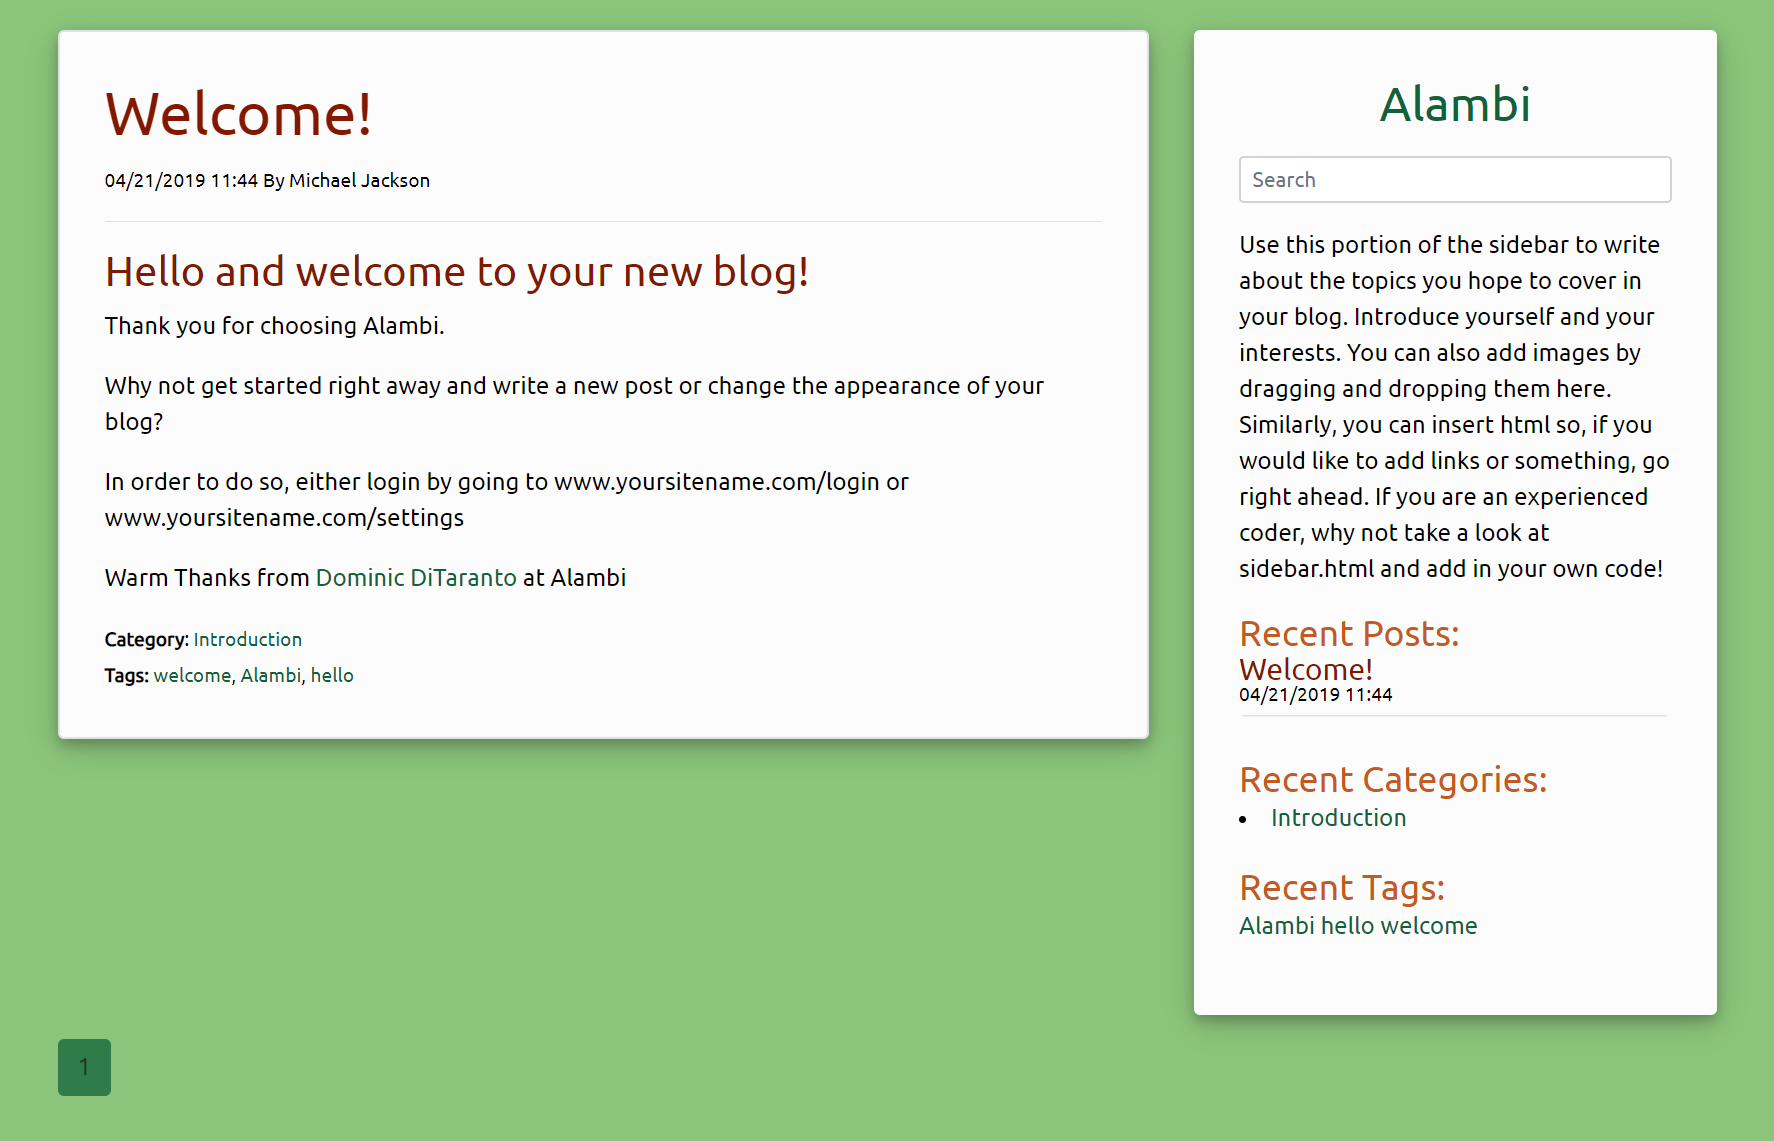 Welcome!
04/21/2019 11:44 By Michael Jackson
Hello and welcome to your new blog!
Thank you for choosing Alambi.
Why not get started right away and write a new post or change the appearance of your
blog?
In order to do so, either login by going to www.yoursitename.com/login or
www.yoursitename.com/settings
Warm Thanks from Dominic DiTaranto at Alambi
Category: Introduction
Tags: welcome, Alambi, hello
Alambi
Search
Use this portion of the sidebar to write
about the topics you hope to cover in
your blog. Introduce yourself and your
interests. You can also add images by
dragging and dropping them here.
Similarly, you can insert html so, if you
would like to add links or something, go
right ahead. If you are an experienced
coder, why not take a look at
sidebar.html and add in your own code!
Recent Posts:
Welcome!
04/21/2019 11:44
Recent Categories:
• Introduction
Recent Tags:
Alambi hello welcome
1